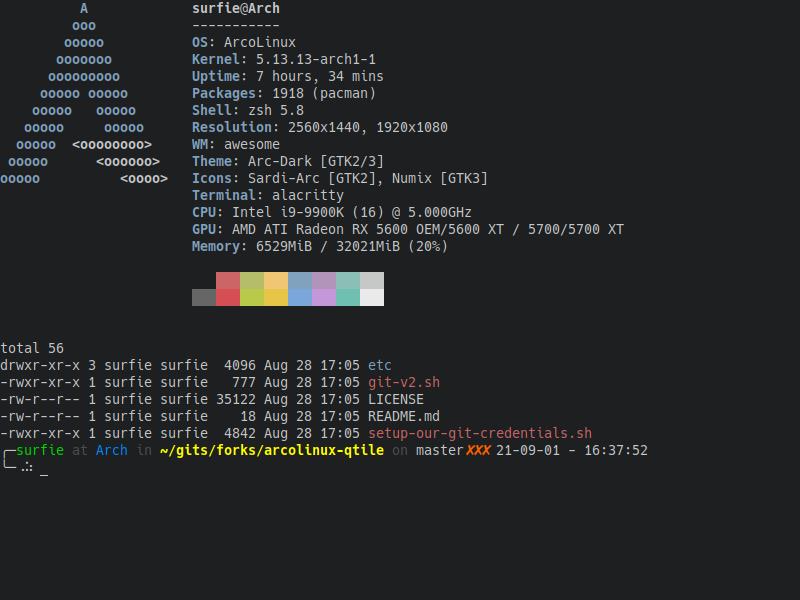 A surfie@Arch
ooo -----------
ooooo OS: ArcoLinux
ooooooo Kernel: 5.13.13-arch1-1
ooooooooo Uptime: 7 hours, 34 mins
ooooo ooooo Packages: 1918 (pacman)
ooooo ooooo Shell: zsh 5.8
ooooo ooooo Resolution: 2560x1440, 1920x1080
ooooo <oooooooo> WM: awesome
ooooo <oooooo> Theme: Arc-Dark [GTK2/3]
ooooo <oooo> Icons: Sardi-Arc [GTK2], Numix [GTK3]
Terminal: alacritty
CPU: Intel i9-9900K (16) @ 5.000GHz
GPU: AMD ATI Radeon RX 5600 OEM/5600 XT / 5700/5700 XT
Memory: 6529MiB / 32021MiB (20%)
total 56
drwxr-xr-x 3 surfie surfie 4096 Aug 28 17:05 etc
-rwxr-xr-x 1 surfie surfie 777 Aug 28 17:05 git-v2.sh
-rw-r--r-- 1 surfie surfie 35122 Aug 28 17:05 LICENSE
-rw-r--r-- 1 surfie surfie 18 Aug 28 17:05 README.md
-rwxr-xr-x 1 surfie surfie 4842 Aug 28 17:05 setup-our-git-credentials.sh
╭─surfie at Arch in ~/gits/forks/arcolinux-qtile on master✘✘✘ 21-09-01 - 16:37:52
╰─⠠⠵ _